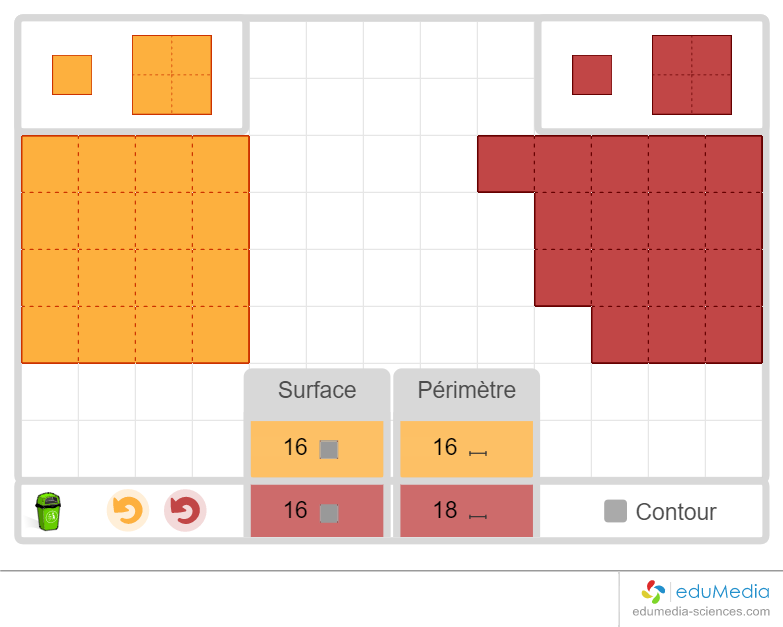 Surface
Périmètre
16
16
16
18
Contour
eduMedia
edumedia-sciences.com